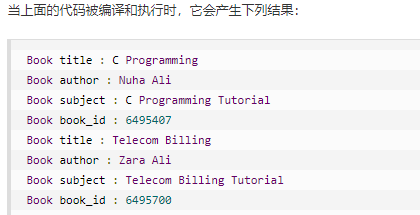 当上面的代码被编译和执行时，它会产生下列结果：
Book title : C Programming
Book author : Nuha Ali
Book subject : C Programming Tutorial
Book book_id : 6495407
Book title : Telecom Billing
Book author : Zara Ali
Book subject : Telecom Billing Tutorial
Book book_id : 6495700